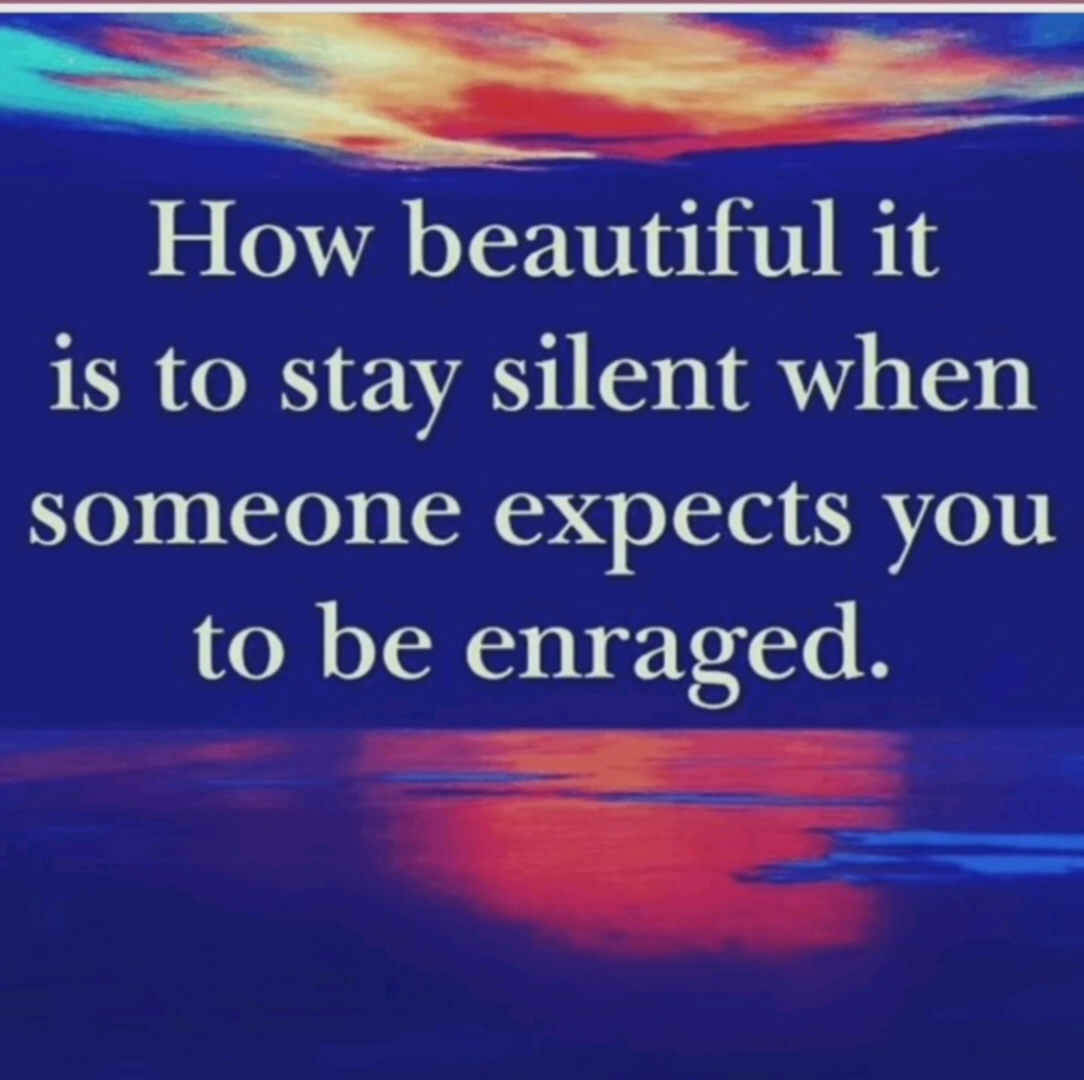 How beautiful it
is to stay silent when
someone expects you
to be enraged.